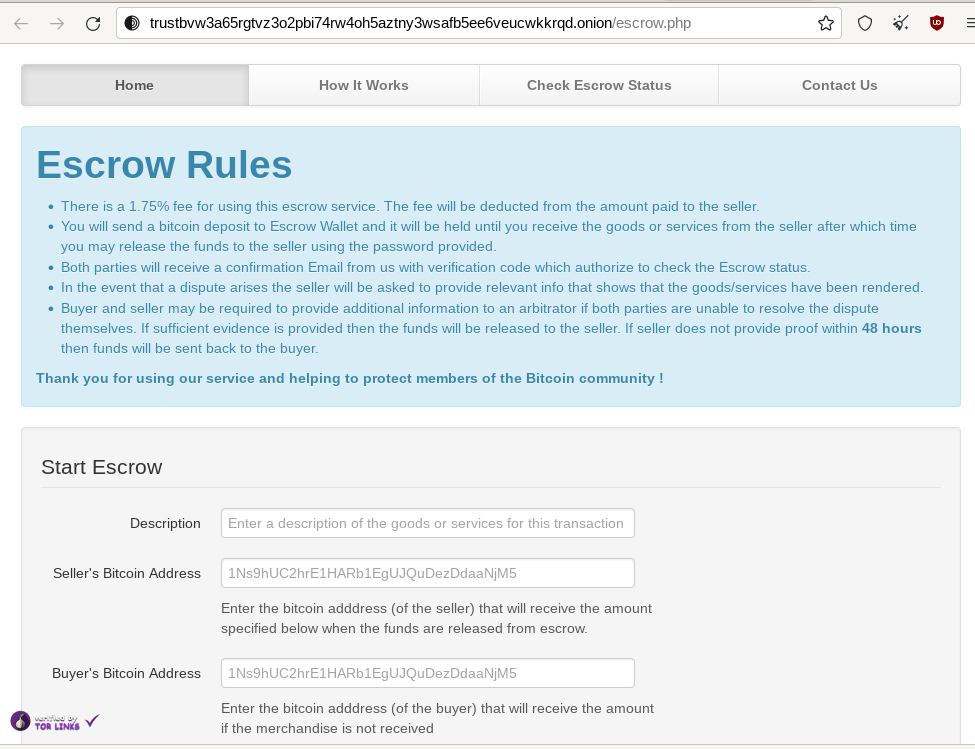 trustbvw3a65rgtvz3o2pbi74rw4oh5aztny3wsafb5ee6veucwkkrqd.onion/escrow.php
Home How It Works Check Escrow Status Contact Us
Escrow Rules
• There is a 1.75% fee for using this escrow service. The fee will be deducted from the amount paid to the seller.
• You will send a bitcoin deposit to Escrow Wallet and it will be held until you receive the goods or services from the seller after which time
you may release the funds to the seller using the password provided.
• Both parties will receive a confirmation Email from us with verification code which authorize to check the Escrow status.
• In the event that a dispute arises the seller will be asked to provide relevant info that shows that the goods/services have been rendered.
• Buyer and seller may be required to provide additional information to an arbitrator if both parties are unable to resolve the dispute
themselves. If sufficient evidence is provided then the funds will be released to the seller. If seller does not provide proof within 48 hours
then funds will be sent back to the buyer.
Thank you for using our service and helping to protect members of the Bitcoin community !
Start Escrow
Description Enter a description of the goods or services for this transaction
Seller's Bitcoin Address 1Ns9hUC2hrE1HARb1EgUJQuDezDdaaNjM5
Enter the bitcoin adddress (of the seller) that will receive the amount
specified below when the funds are released from escrow.
Buyer's Bitcoin Address 1Ns9hUC2hrE1HARb1EgUJQuDezDdaaNjM5
Enter the bitcoin adddress (of the buyer) that will receive the amount
if the merchandise is not received
verified by
TOR LINKS